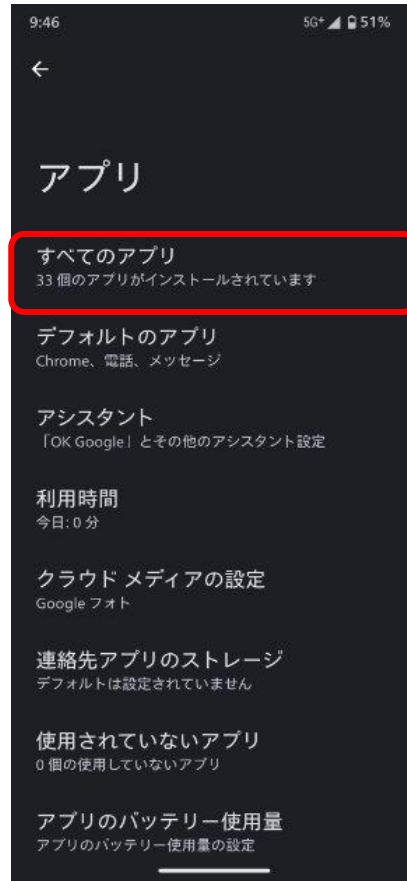 9:46 5G+ 51%
アプリ
すべてのアプリ
33 個のアプリがインストールされています
デフォルトのアプリ
Chrome、電話、メッセージ
アシスタント
「OK Google」とその他のアシスタント設定
利用時間
今日: 0 分
クラウド メディアの設定
Google フォト
連絡先アプリのストレージ
デフォルトは設定されていません
使用されていないアプリ
0 個の使用していないアプリ
アプリのバッテリー使用量
アプリのバッテリー使用量の設定